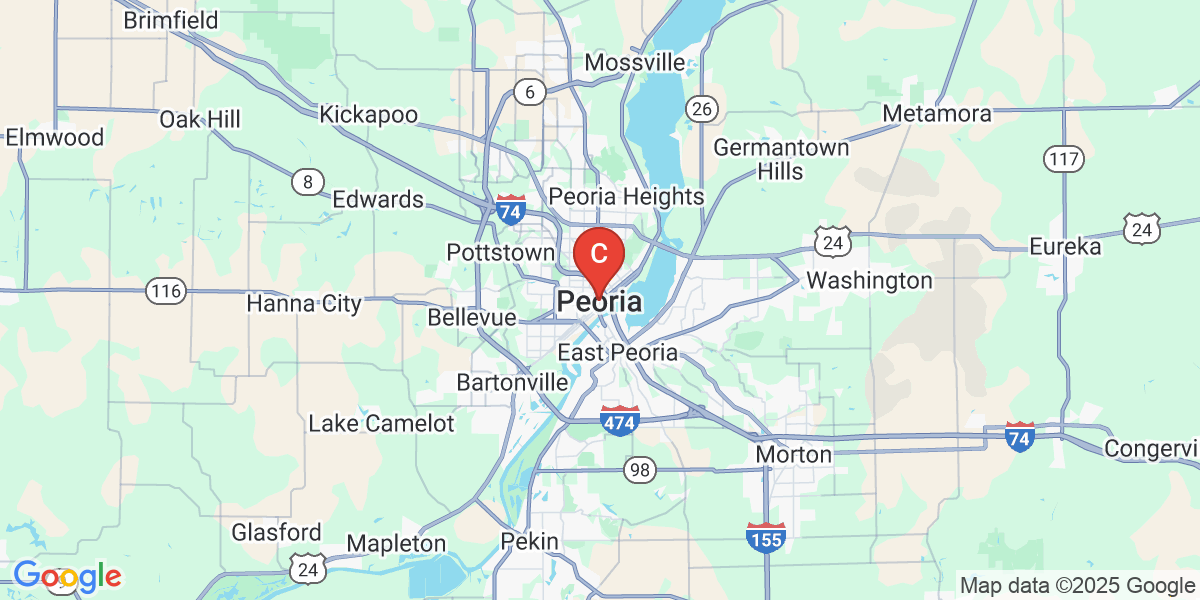 Brimfield
Mossville
6
26
Oak Hill
Kickapoo
Metamora
Elmwood
Germantown
Hills
117
8
Edwards
Peoria Heights
74
24
24
Eureka
Pottstown
C
Washington
116
Hanna City
Peoria
Bellevue
East Peoria
Bartonville
Lake Camelot
474
74
Congervi
Morton
98
Glasford
Mapleton
Pekin
155
24
Google
Map data ©2025 Google